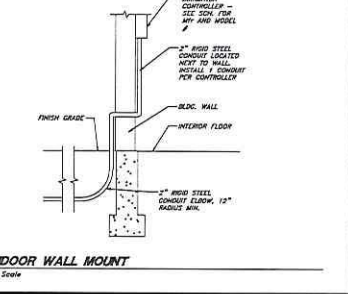 CONTROLLER –
SEE SCH. FOR
Mfr AND MODEL
#
2" RIGID STEEL
CONDUIT LOCATED
NEXT TO WALL.
INSTALL 1 CONDUIT
PER CONTROLLER
BLDG. WALL
FINISH GRADE
INTERIOR FLOOR
2" RIGID STEEL
CONDUIT ELBOW, 12"
RADIUS MIN.
DOOR WALL MOUNT
Scale